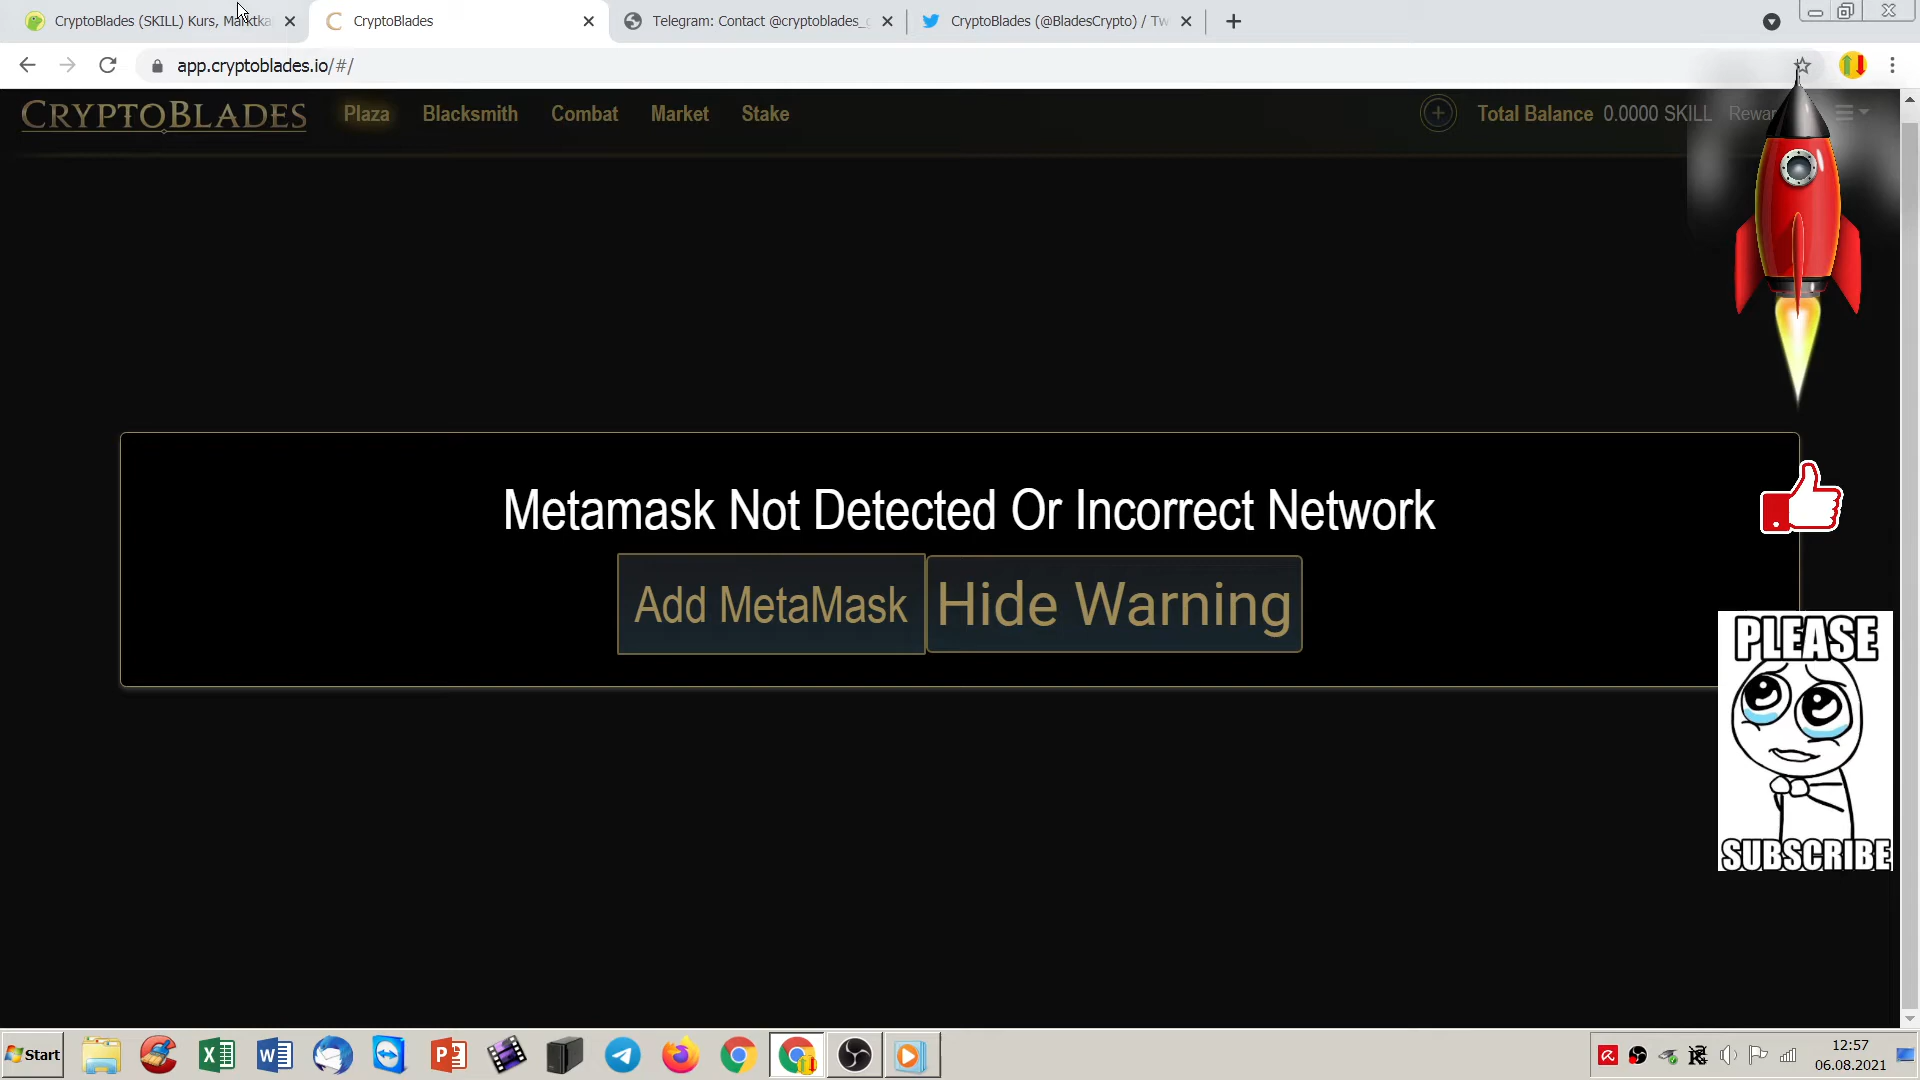 CryptoBlades (SKILL) Kurs, Marktka
CryptoBlades
Telegram: Contact @cryptoblades_
CryptoBlades (@BladesCrypto) / Tw
app.cryptoblades.io/#/
CRYPTOBLADES
Plaza
Blacksmith
Combat
Market
Stake
Total Balance 0.0000 SKILL
Rewar
Metamask Not Detected Or Incorrect Network
Add MetaMask
Hide Warning
PLEASE
SUBSCRIBE
Start
12:57
06.08.2021